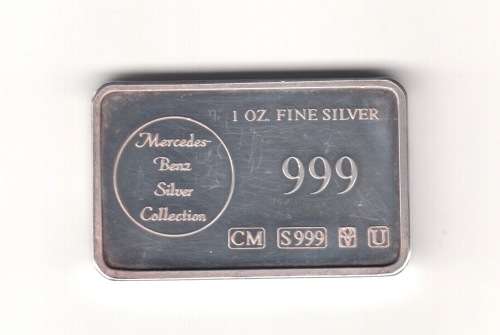 1 OZ. FINE SILVER
Mercedes-
Benz
Silver
Collection
999
CM S999 U